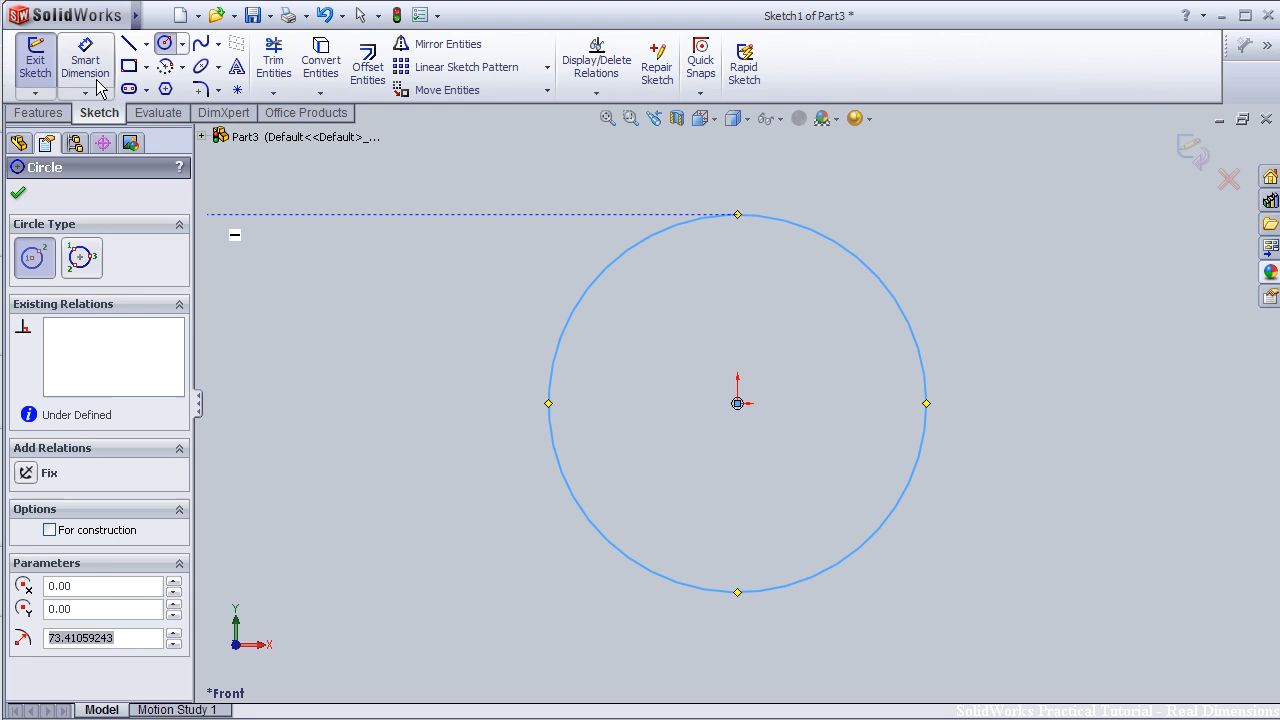 SolidWorks
Sketch1 of Part3 *
Exit Sketch
Smart Dimension
Trim Entities
Convert Entities
Offset Entities
Mirror Entities
Linear Sketch Pattern
Move Entities
Display/Delete Relations
Repair Sketch
Quick Snaps
Rapid Sketch
Features
Sketch
Evaluate
DimXpert
Office Products
Part3 (Default<<Default>_...
Circle
?
Circle Type
Existing Relations
Under Defined
Add Relations
Fix
Options
For construction
Parameters
0.00
0.00
73.41059243
Y
X
*Front
Model
Motion Study 1
SolidWorks Practical Tutorial - Real Dimensions